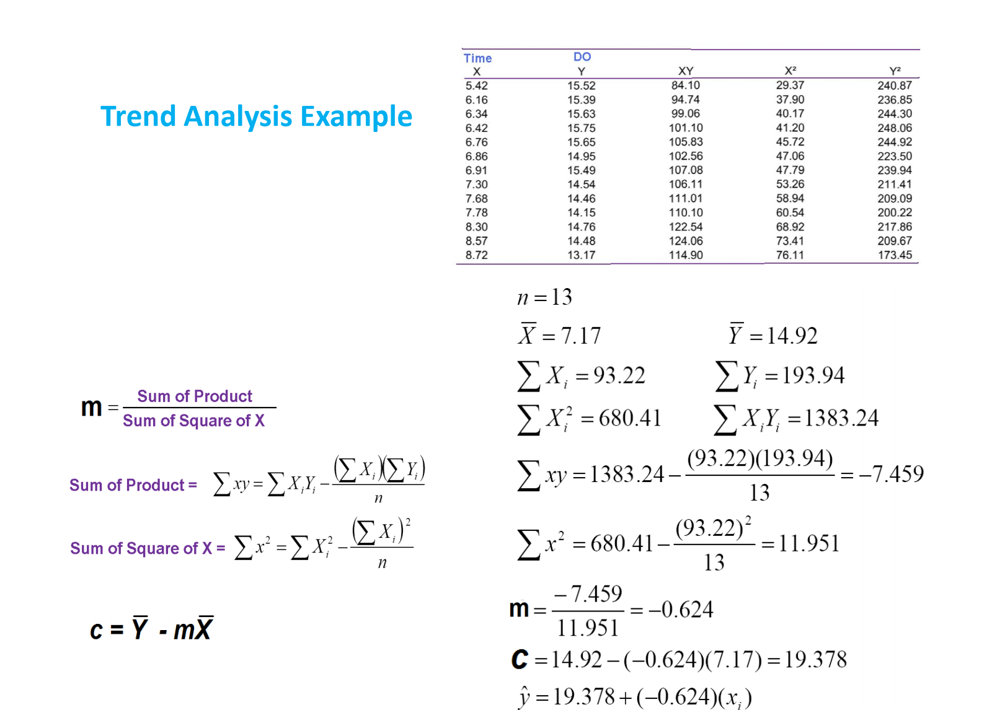 Trend Analysis Example
Time DO
X Y XY X² Y²
5.42 15.52 84.10 29.37 240.87
6.16 15.39 94.74 37.90 236.85
6.34 15.63 99.06 40.17 244.30
6.42 15.75 101.10 41.20 248.06
6.76 15.65 105.83 45.72 244.92
6.86 14.95 102.56 47.06 223.50
6.91 15.49 107.08 47.79 239.94
7.30 14.54 106.11 53.26 211.41
7.68 14.46 111.01 58.94 209.09
7.78 14.15 110.10 60.54 200.22
8.30 14.76 122.54 68.92 217.86
8.57 14.48 124.06 73.41 209.67
8.72 13.17 114.90 76.11 173.45
m = Sum of Product / Sum of Square of X
Sum of Product = ∑xy = ∑XᵢYᵢ − (∑Xᵢ)(∑Yᵢ) / n
Sum of Square of X = ∑x² = ∑Xᵢ² − (∑Xᵢ)² / n
c = Y̅ - mX̅
n = 13
X̅ = 7.17 Y̅ = 14.92
∑Xᵢ = 93.22 ∑Yᵢ = 193.94
∑Xᵢ² = 680.41 ∑XᵢYᵢ = 1383.24
∑xy = 1383.24 − (93.22)(193.94) / 13 = −7.459
∑x² = 680.41 − (93.22)² / 13 = 11.951
m = −7.459 / 11.951 = −0.624
C = 14.92 − (−0.624)(7.17) = 19.378
ŷ = 19.378 + (−0.624)(xᵢ)